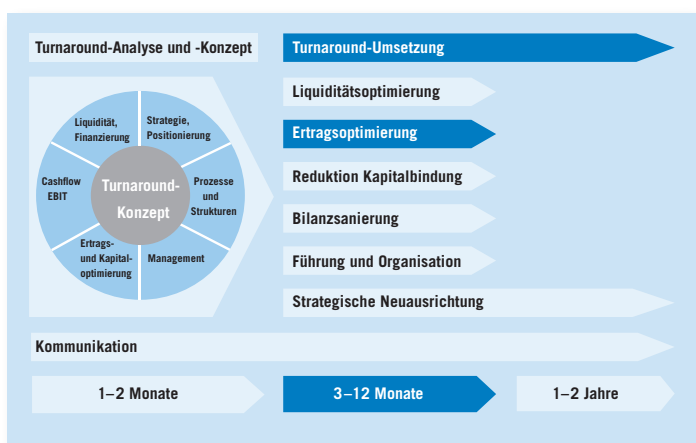 Turnaround-Analyse und -Konzept
Liquidität,
Finanzierung
Strategie,
Positionierung
Cashflow
EBIT
Turnaround-
Konzept
Prozesse
und
Strukturen
Ertrags-
und Kapital-
optimierung
Management
Turnaround-Umsetzung
Liquiditätsoptimierung
Ertragsoptimierung
Reduktion Kapitalbindung
Bilanzsanierung
Führung und Organisation
Strategische Neuausrichtung
Kommunikation
1–2 Monate
3–12 Monate
1–2 Jahre